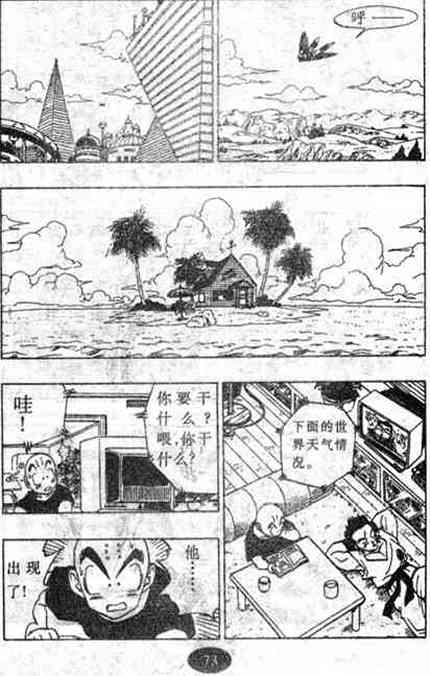 呼——
下面的世
界天气情
况。
你要干
什么?
喂,你干
什么?
哇!
他……
……
出现
了!
73